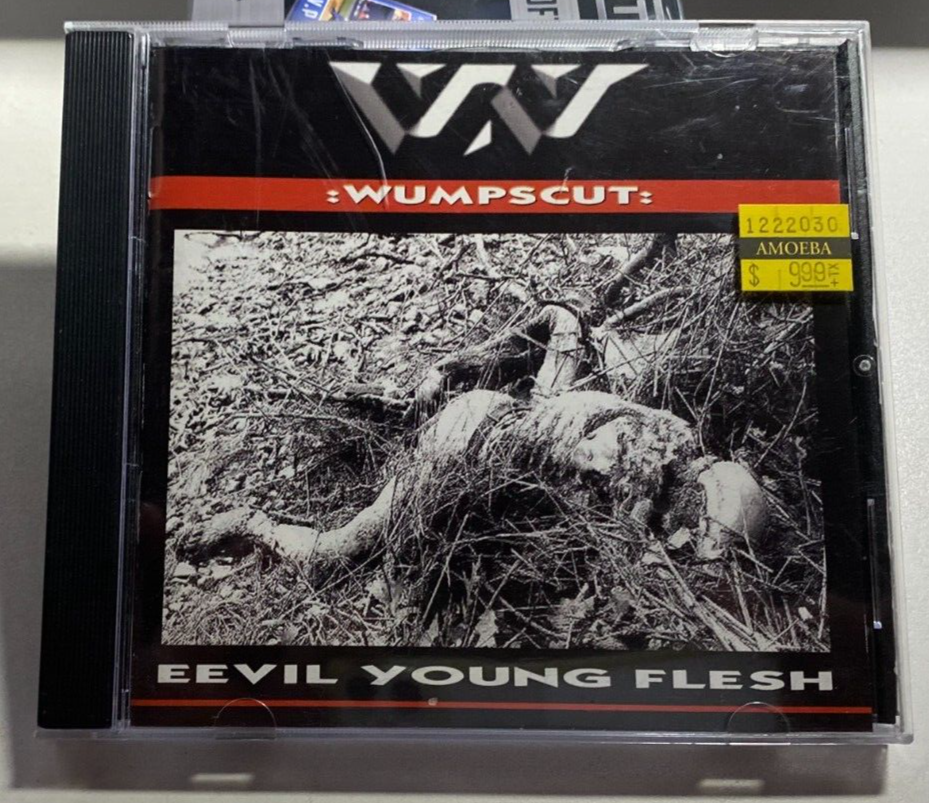 :WUMPSCUT:
1222030
AMOEBA
$ 999
EEVIL YOUNG FLESH